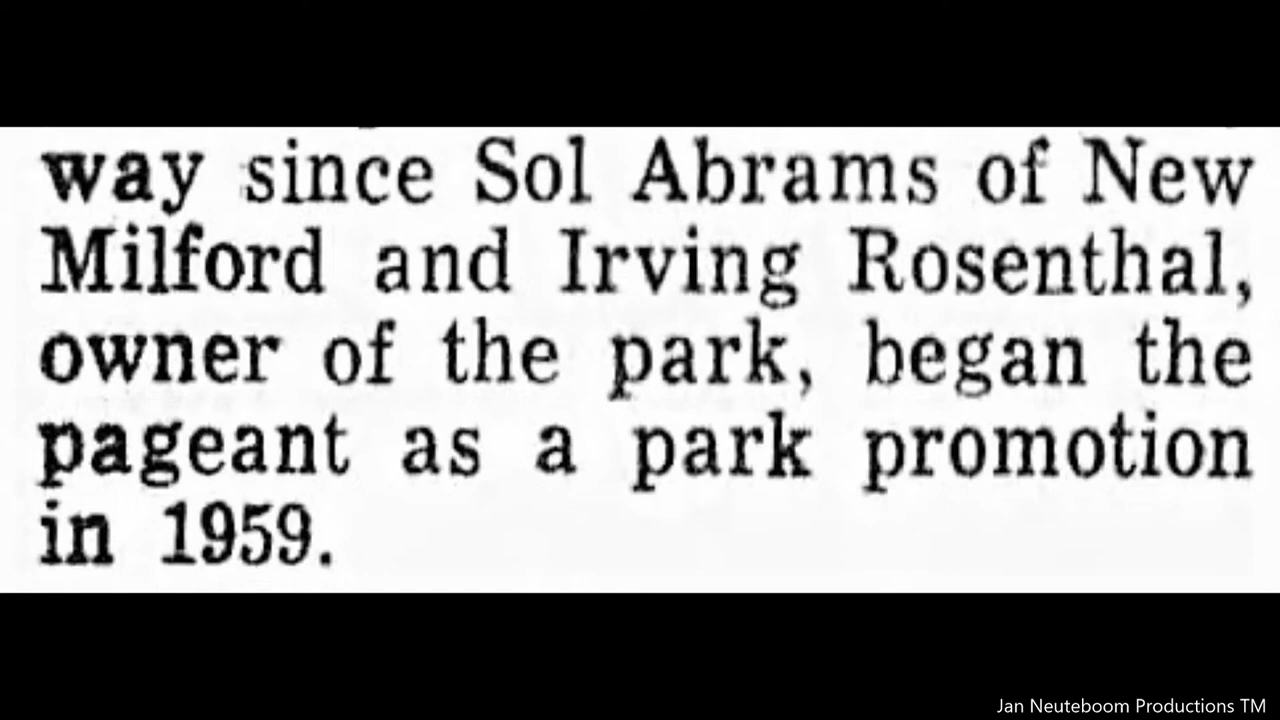 way since Sol Abrams of New
Milford and Irving Rosenthal,
owner of the park, began the
pageant as a park promotion
in 1959.
Jan Neuteboom Productions TM